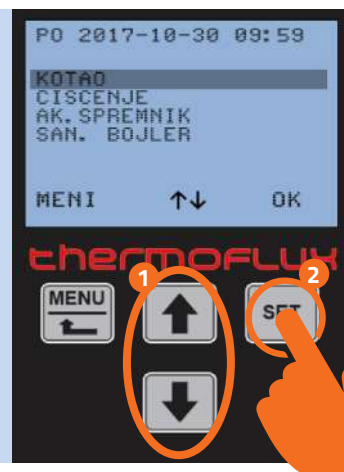 PO 2017-10-30 09:59
KOTAO
CISCENJE
AK.SPREMNIK
SAN. BOJLER
MENI ↑↓ OK
thermoflux
1
2
MENU
SET